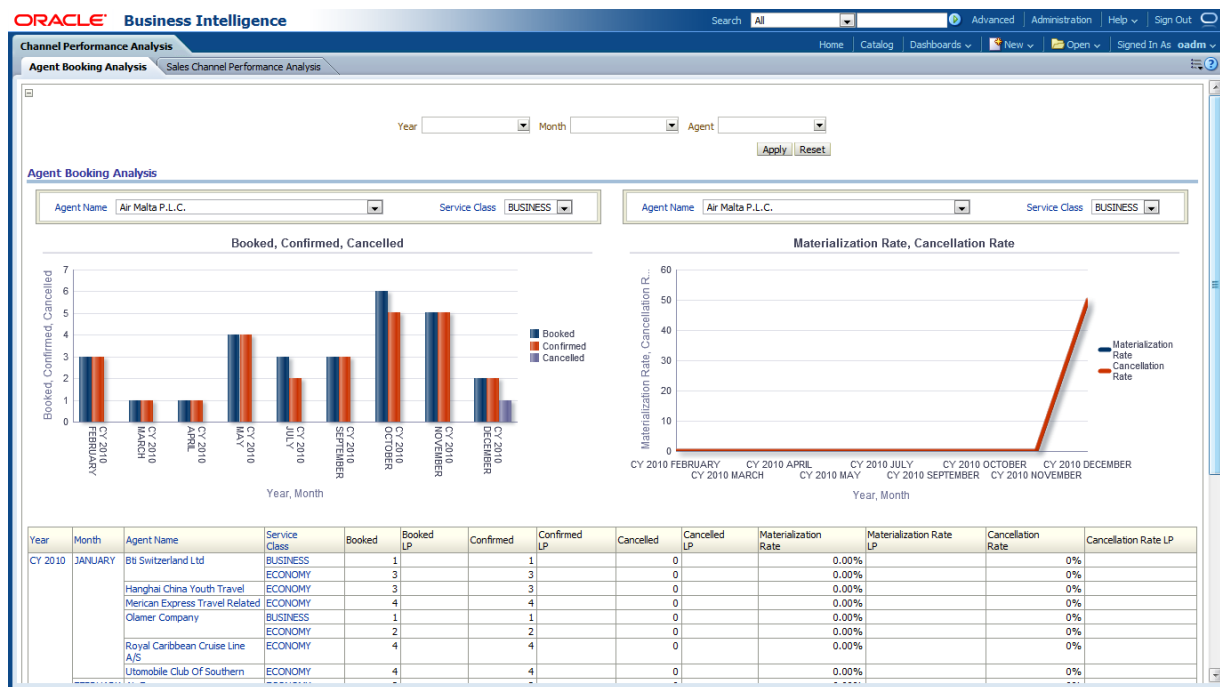 ORACLE Business Intelligence
Search All Advanced Administration Help Sign Out
Channel Performance Analysis
Home Catalog Dashboards New Open Signed In As oadm
Agent Booking Analysis Sales Channel Performance Analysis
Year Month Agent
Apply Reset
Agent Booking Analysis
Agent Name Air Malta P.L.C. Service Class BUSINESS
Agent Name Air Malta P.L.C. Service Class BUSINESS
Booked, Confirmed, Cancelled
Booked, Confirmed, Cancelled
7
6
5
4
3
2
1
0
CY 2010 FEBRUARY
CY 2010 MARCH
CY 2010 APRIL
CY 2010 MAY
CY 2010 JULY
CY 2010 SEPTEMBER
CY 2010 OCTOBER
CY 2010 NOVEMBER
CY 2010 DECEMBER
Year, Month
Booked
Confirmed
Cancelled
Materialization Rate, Cancellation Rate
Materialization Rate, Cancellation R...
60
50
40
30
20
10
0
CY 2010 FEBRUARY CY 2010 APRIL CY 2010 JULY CY 2010 OCTOBER CY 2010 DECEMBER
CY 2010 MARCH CY 2010 MAY CY 2010 SEPTEMBER CY 2010 NOVEMBER
Year, Month
Materialization
Rate
Cancellation
Rate
Year Month Agent Name Service Class Booked Booked LP Confirmed Confirmed LP Cancelled Cancelled LP Materialization Rate Materialization Rate LP Cancellation Rate Cancellation Rate LP
CY 2010 JANUARY Bti Switzerland Ltd BUSINESS 1 1 0 0.00% 0%
ECONOMY 3 3 0 0.00% 0%
Hanghai China Youth Travel ECONOMY 3 3 0 0.00% 0%
Merican Express Travel Related ECONOMY 4 4 0 0.00% 0%
Olamer Company BUSINESS 1 1 0 0.00% 0%
ECONOMY 2 2 0 0.00% 0%
Royal Caribbean Cruise Line A/S ECONOMY 4 4 0 0.00% 0%
Utomobile Club Of Southern ECONOMY 4 4 0 0.00% 0%